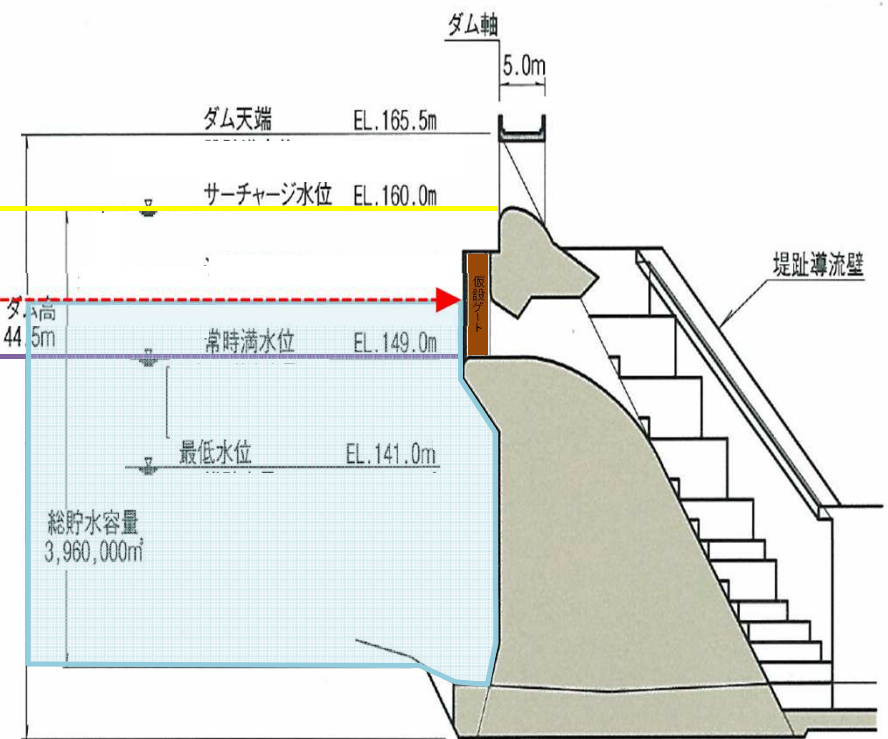 ダム軸
5.0m
ダム天端 EL.165.5m
サーチャージ水位 EL.160.0m
堤趾導流壁
仮設ゲート
ダム高
44.5m
常時満水位 EL.149.0m
最低水位 EL.141.0m
総貯水容量
3,960,000㎥